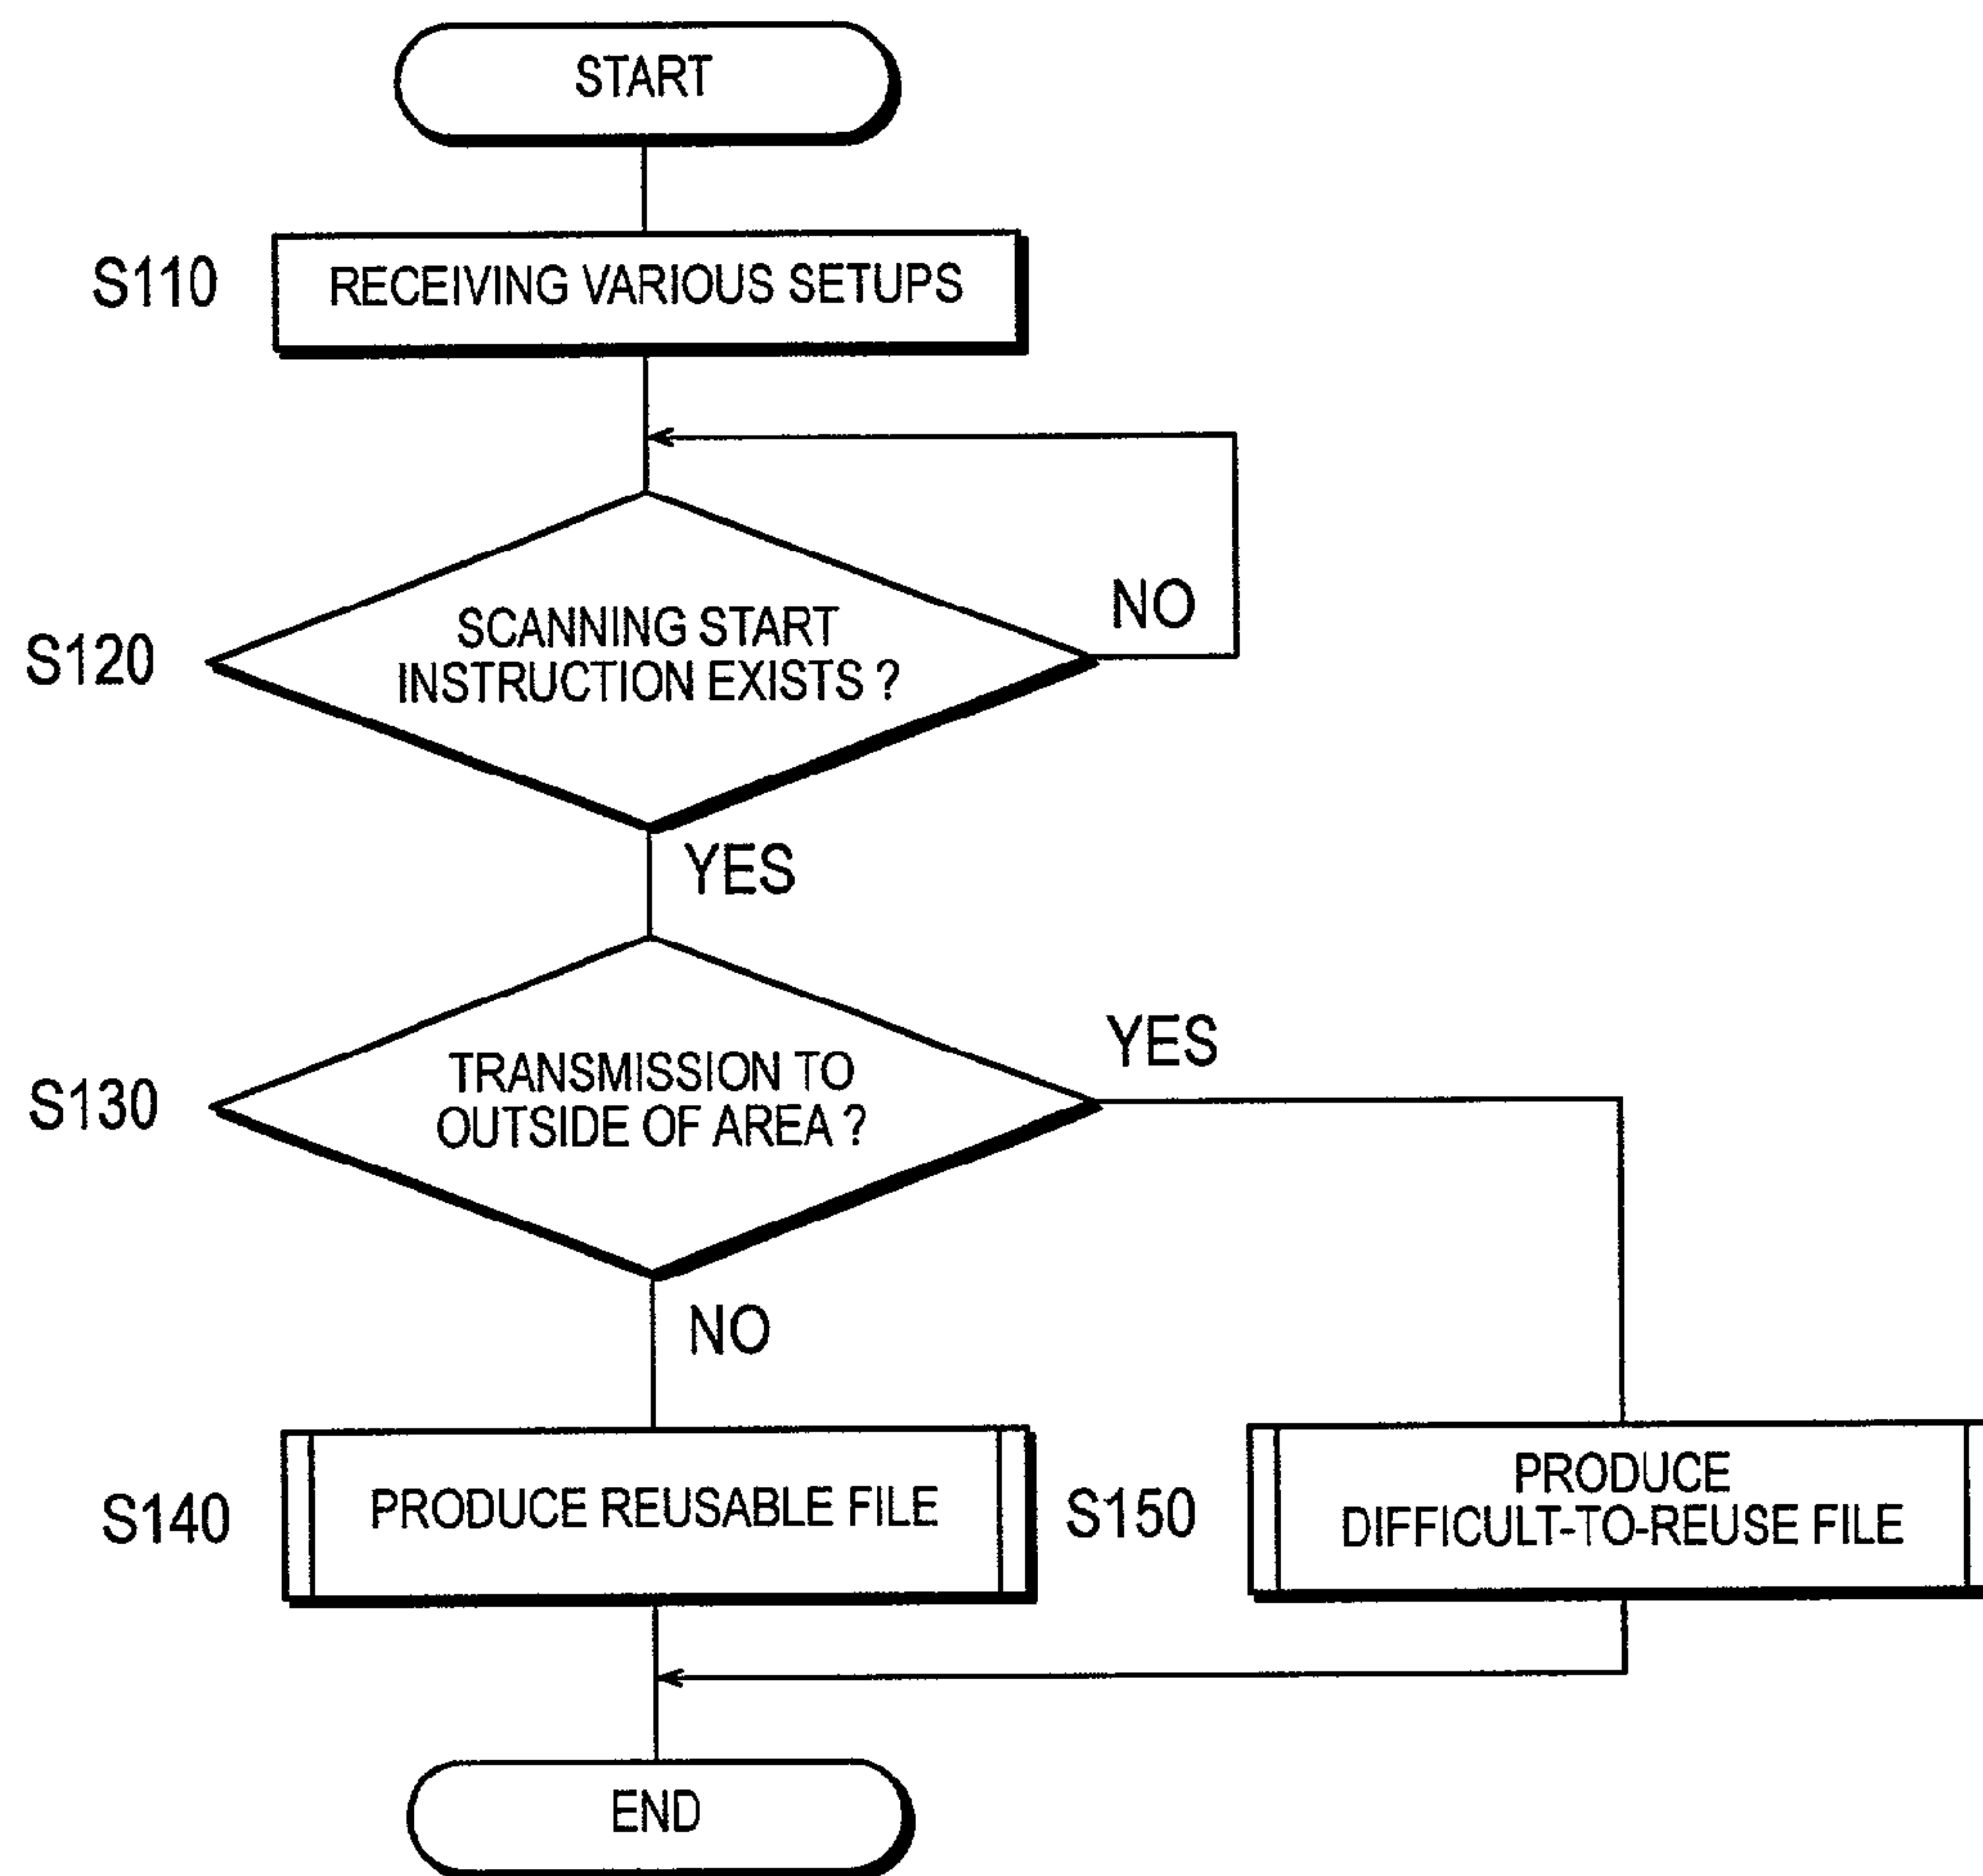 START
S110
RECEIVING VARIOUS SETUPS
S120
SCANNING START
INSTRUCTION EXISTS ?
NO
YES
S130
TRANSMISSION TO
OUTSIDE OF AREA ?
YES
NO
S140
PRODUCE REUSABLE FILE
S150
PRODUCE
DIFFICULT-TO-REUSE FILE
END